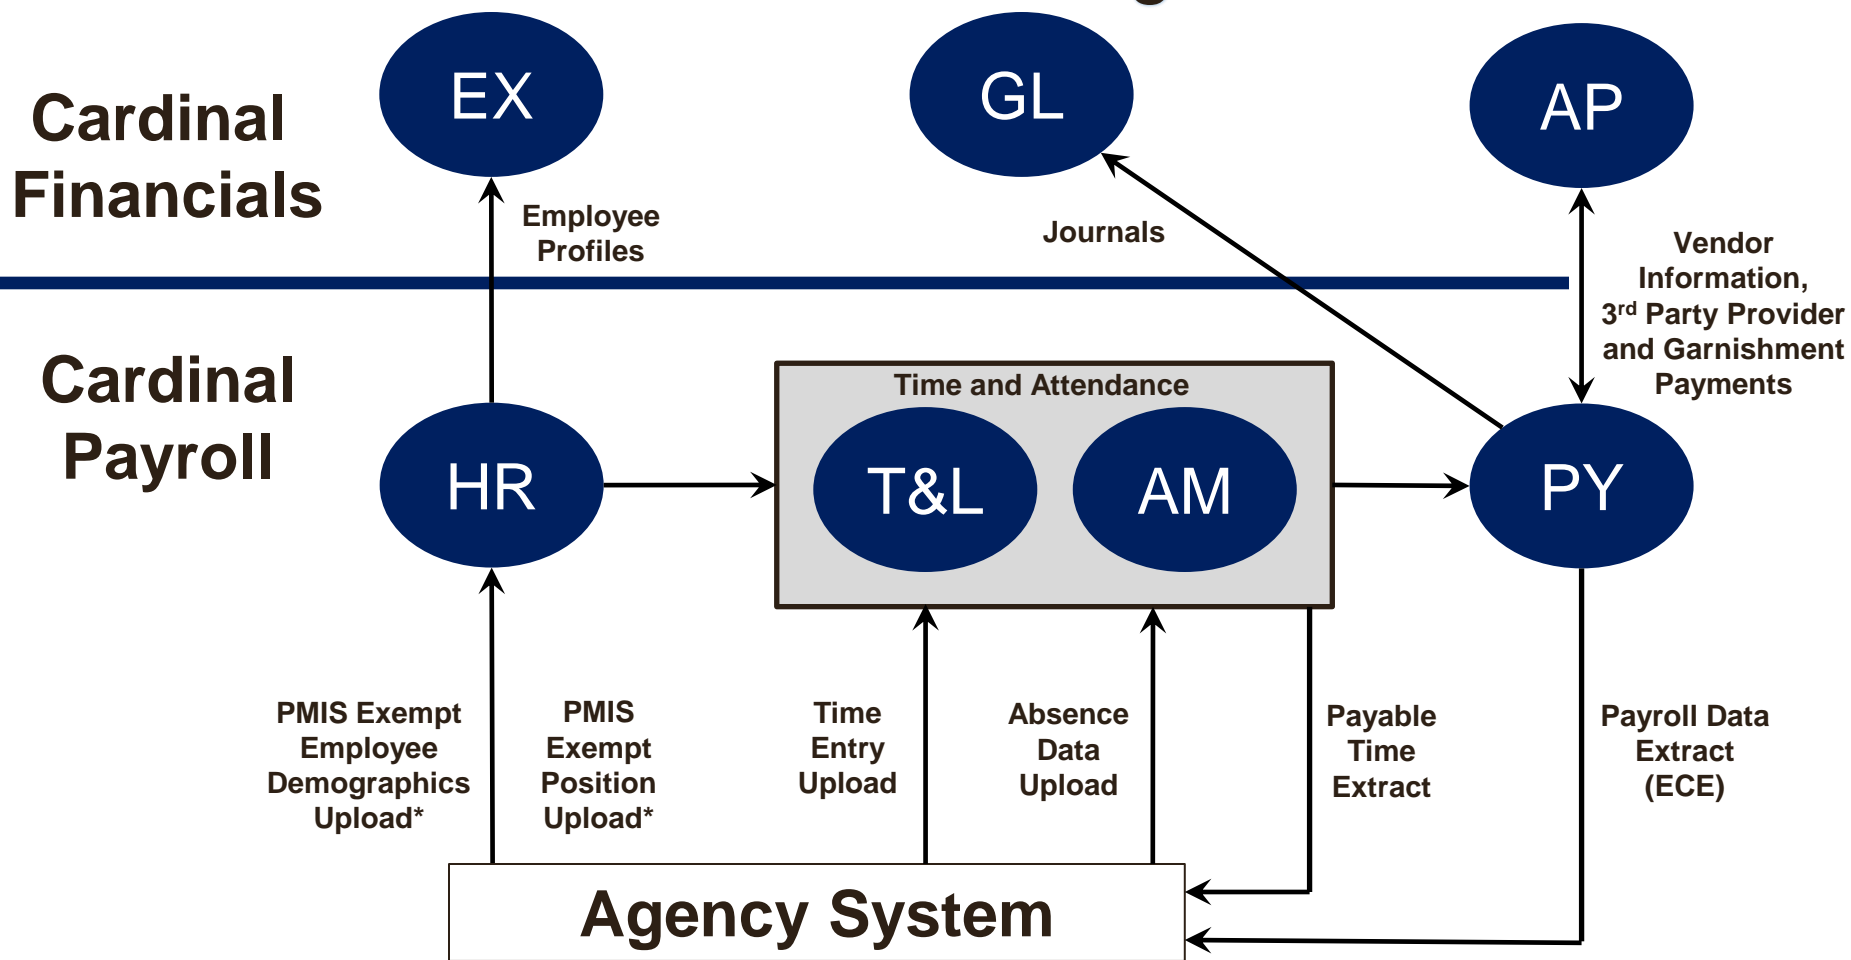 Cardinal
Financials
EX
GL
AP
Employee
Profiles
Journals
Vendor
Information,
3rd Party Provider
and Garnishment
Payments
Cardinal
Payroll
HR
Time and Attendance
T&L
AM
PY
PMIS Exempt
Employee
Demographics
Upload*
PMIS
Exempt
Position
Upload*
Time
Entry
Upload
Absence
Data
Upload
Payable
Time
Extract
Payroll Data
Extract
(ECE)
Agency System